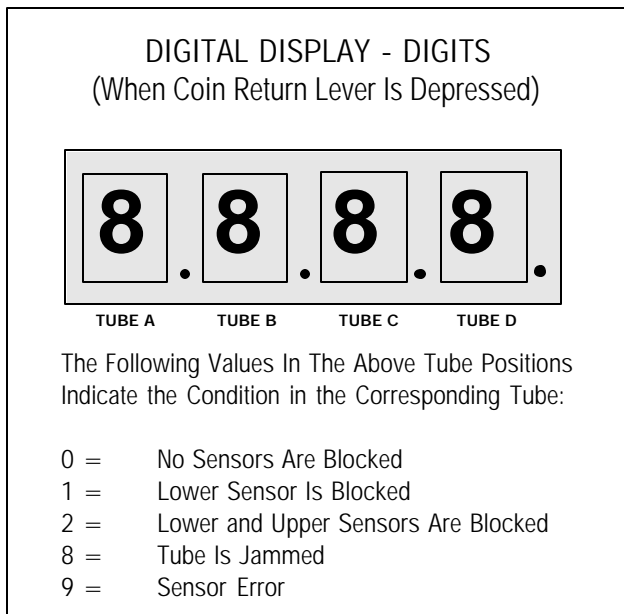 DIGITAL DISPLAY - DIGITS
(When Coin Return Lever Is Depressed)
8. 8. 8. 8.
TUBE A TUBE B TUBE C TUBE D
The Following Values In The Above Tube Positions
Indicate the Condition in the Corresponding Tube:
0 = No Sensors Are Blocked
1 = Lower Sensor Is Blocked
2 = Lower and Upper Sensors Are Blocked
8 = Tube Is Jammed
9 = Sensor Error